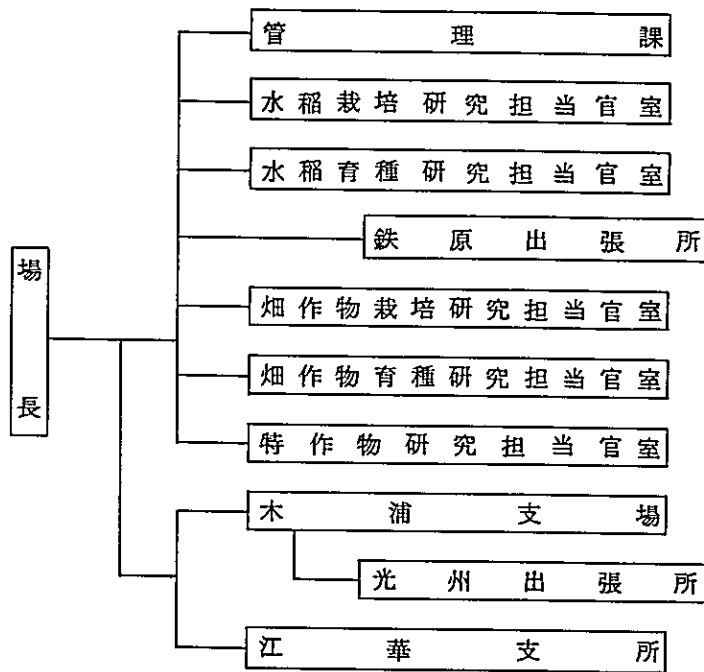 管理課
水稲栽培研究担当官室
水稲育種研究担当官室
鉄原出張所
場長
畑作物栽培研究担当官室
畑作物育種研究担当官室
特作物研究担当官室
木浦支場
光州出張所
江華支所